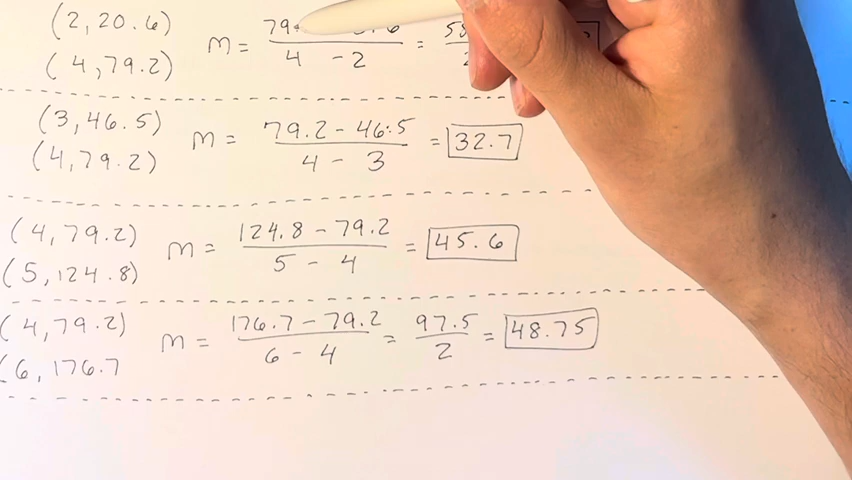 (2, 20.6)
(4, 79.2)
m = 79. / 4 - 2 =
(3, 46.5)
(4, 79.2)
m = 79.2 - 46.5 / 4 - 3 = 32.7
(4, 79.2)
(5, 124.8)
m = 124.8 - 79.2 / 5 - 4 = 45.6
(4, 79.2)
(6, 176.7
m = 176.7 - 79.2 / 6 - 4 = 97.5 / 2 = 48.75